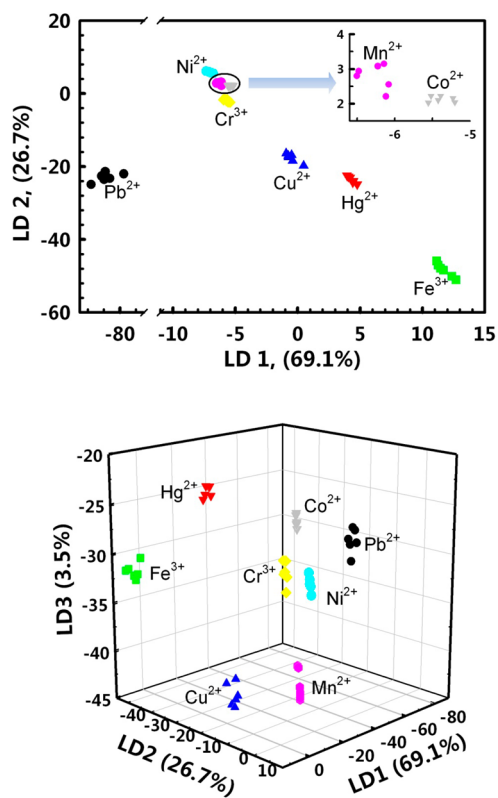 20
0
-20
-40
-60
LD 2, (26.7%)
Ni2+
Cr3+
Pb2+
Cu2+
Hg2+
Fe3+
4
3
2
Mn2+
Co2+
-6 -5
-80 -10 -5 0 5 10 15
LD 1, (69.1%)
-20
-25
-30
-35
-40
-45
LD3 (3.5%)
Hg2+
Co2+
Pb2+
Fe3+
Cr3+
Ni2+
Cu2+
Mn2+
-40 -30 -20 -10 0 10
LD2 (26.7%)
0 -20 -40 -60 -80
LD1 (69.1%)